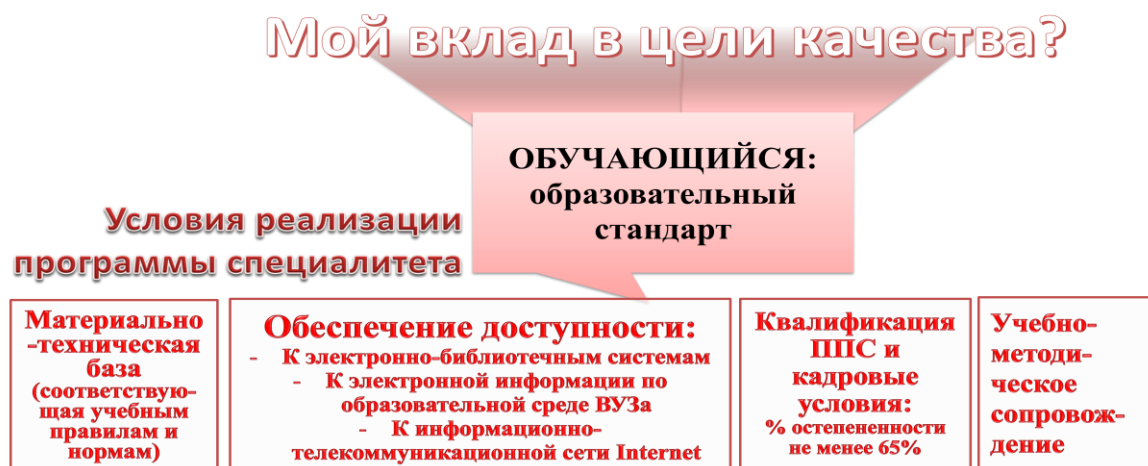 Мой вклад в цели качества?
ОБУЧАЮЩИЙСЯ:
образовательный
стандарт
Условия реализации
программы специалитета
Материально
-техническая
база
(соответствую-
щая учебным
правилам и
нормам)
Обеспечение доступности:
- К электронно-библиотечным системам
- К электронной информации по
образовательной среде ВУЗа
- К информационно-
телекоммуникационной сети Internet
Квалификация
ППС и
кадровые
условия:
% остепененности
не менее 65%
Учебно-
методи-
ческое
сопровож-
дение